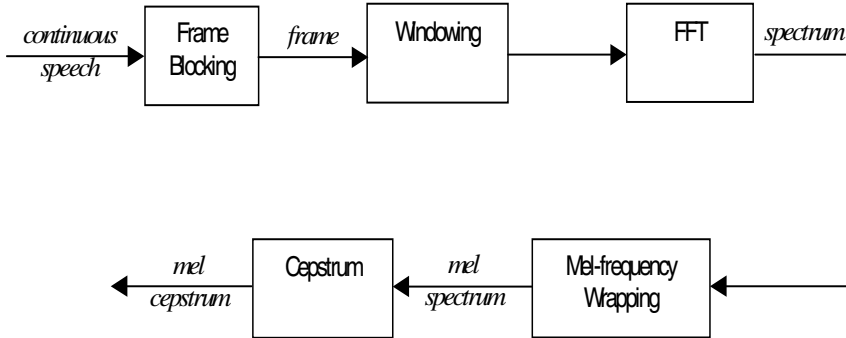 continuous
speech
Frame
Blocking
frame
Windowing
FFT
spectrum
mel
cepstrum
Cepstrum
mel
spectrum
Mel-frequency
Wrapping